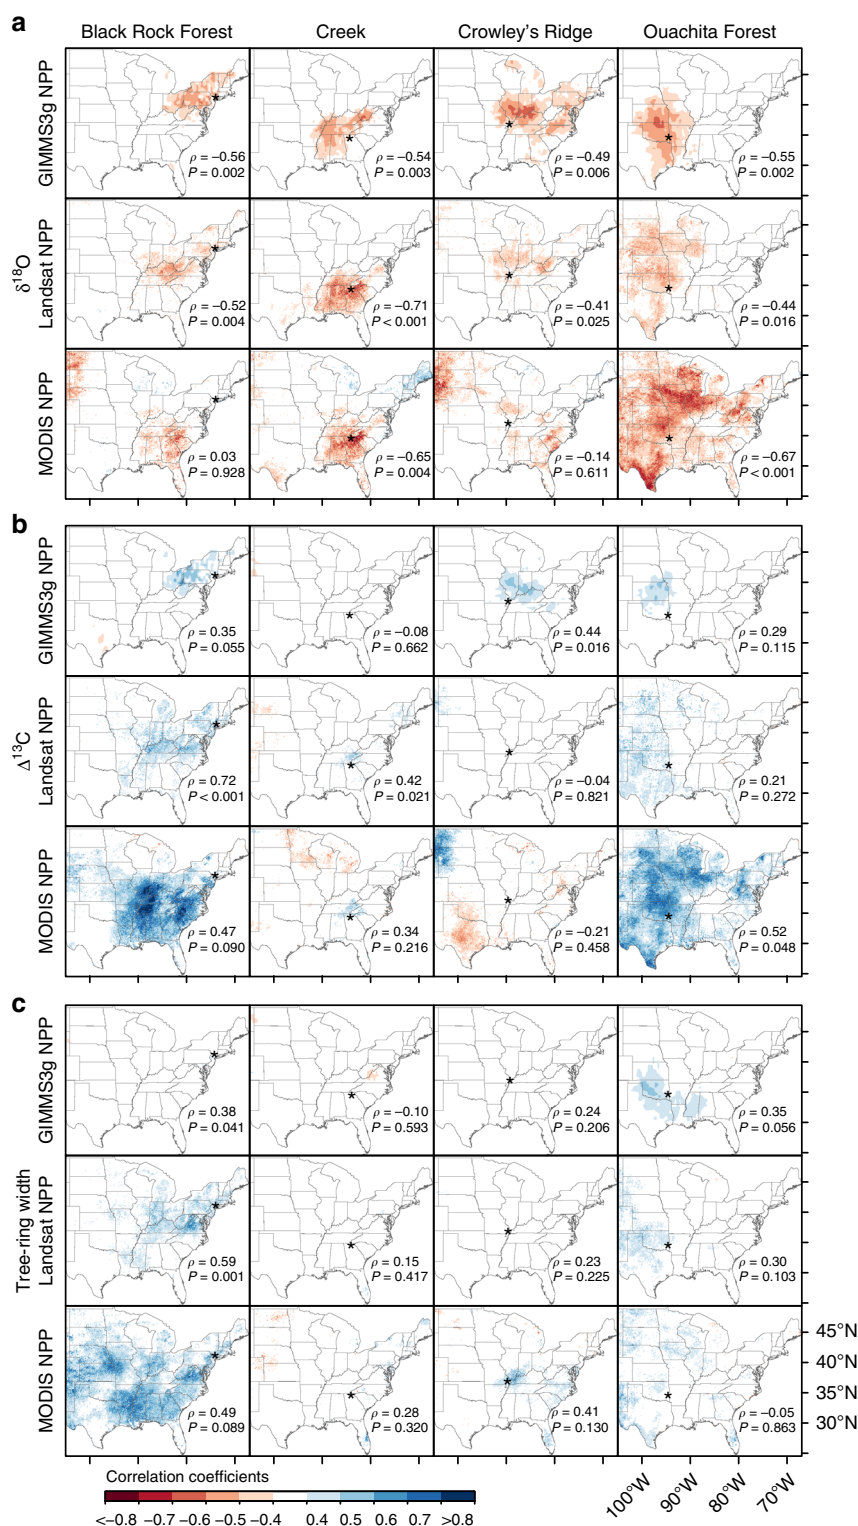 a
Black Rock Forest
Creek
Crowley's Ridge
Ouachita Forest
GIMMS3g NPP
ρ = −0.56
P = 0.002
ρ = −0.54
P = 0.003
ρ = −0.49
P = 0.006
ρ = −0.55
P = 0.002
δ18O
Landsat NPP
ρ = −0.52
P = 0.004
ρ = −0.71
P < 0.001
ρ = −0.41
P = 0.025
ρ = −0.44
P = 0.016
MODIS NPP
ρ = 0.03
P = 0.928
ρ = −0.65
P = 0.004
ρ = −0.14
P = 0.611
ρ = −0.67
P < 0.001
b
GIMMS3g NPP
ρ = 0.35
P = 0.055
ρ = −0.08
P = 0.662
ρ = 0.44
P = 0.016
ρ = 0.29
P = 0.115
Δ13C
Landsat NPP
ρ = 0.72
P < 0.001
ρ = 0.42
P = 0.021
ρ = −0.04
P = 0.821
ρ = 0.21
P = 0.272
MODIS NPP
ρ = 0.47
P = 0.090
ρ = 0.34
P = 0.216
ρ = −0.21
P = 0.458
ρ = 0.52
P = 0.048
c
GIMMS3g NPP
ρ = 0.38
P = 0.041
ρ = −0.10
P = 0.593
ρ = 0.24
P = 0.206
ρ = 0.35
P = 0.056
Tree-ring width
Landsat NPP
ρ = 0.59
P = 0.001
ρ = 0.15
P = 0.417
ρ = 0.23
P = 0.225
ρ = 0.30
P = 0.103
MODIS NPP
ρ = 0.49
P = 0.089
ρ = 0.28
P = 0.320
ρ = 0.41
P = 0.130
ρ = −0.05
P = 0.863
45°N
40°N
35°N
30°N
100°W
90°W
80°W
70°W
Correlation coefficients
<−0.8 −0.7 −0.6 −0.5 −0.4 0.4 0.5 0.6 0.7 >0.8